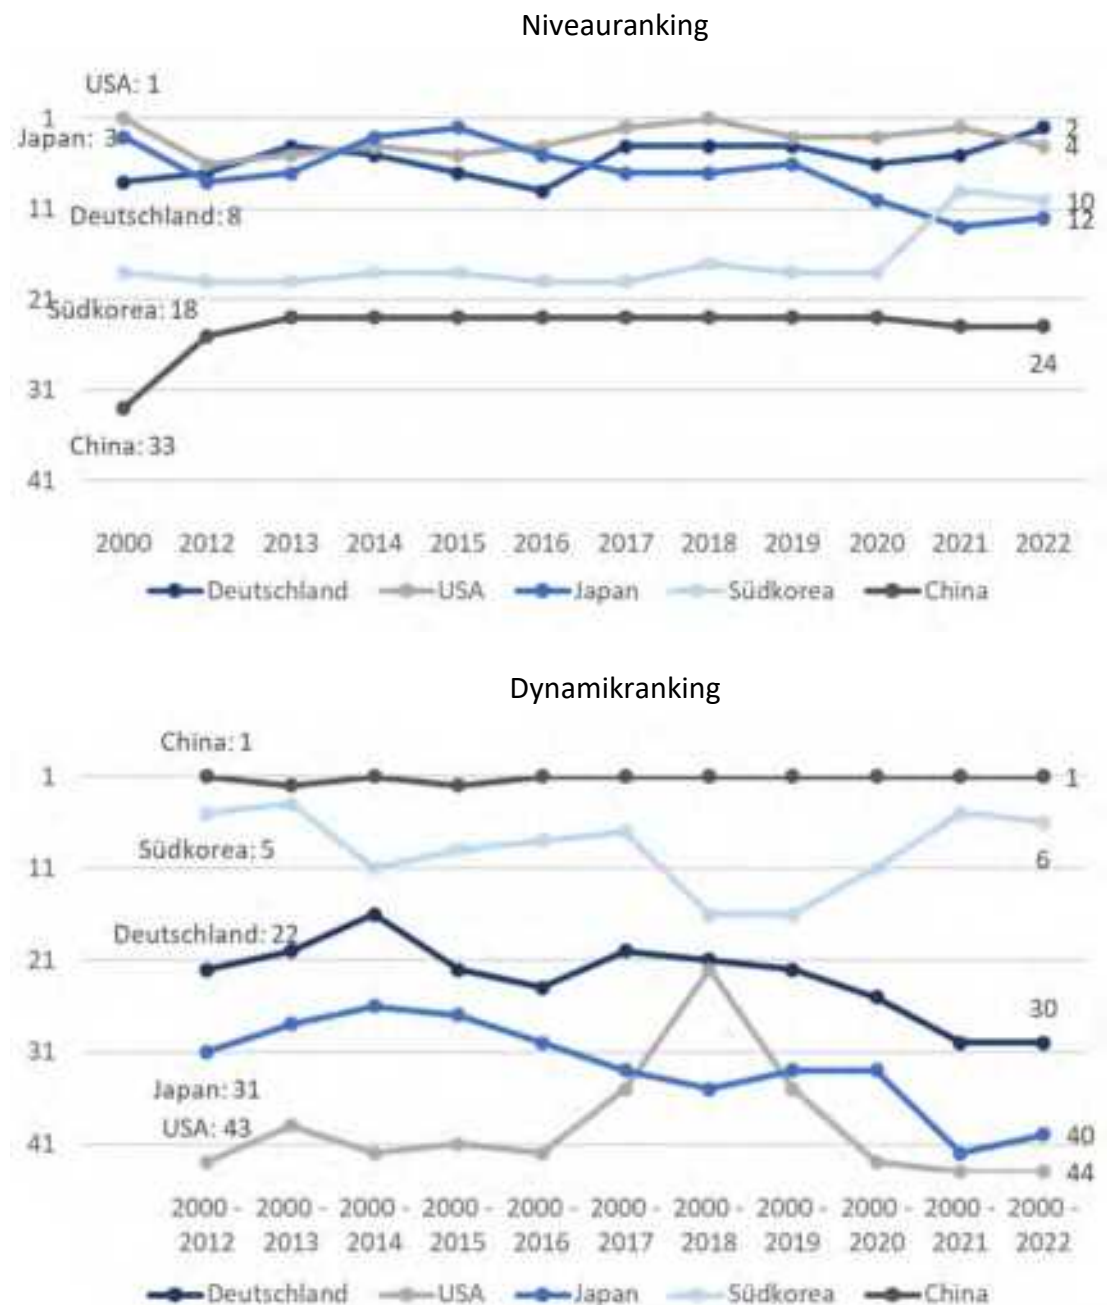 Niveauranking
USA: 1
1
Japan: 3
2
4
Deutschland: 8
11
10
12
21
Südkorea: 18
24
31
China: 33
41
2000 2012 2013 2014 2015 2016 2017 2018 2019 2020 2021 2022
Deutschland USA Japan Südkorea China
Dynamikranking
China: 1
1
1
Südkorea: 5
11
6
Deutschland: 22
21
30
31
Japan: 31
USA: 43
41
40
44
2000 - 2000 - 2000 - 2000 - 2000 - 2000 - 2000 - 2000 - 2000 - 2000 - 2000 -
2012 2013 2014 2015 2016 2017 2018 2019 2020 2021 2022
Deutschland USA Japan Südkorea China